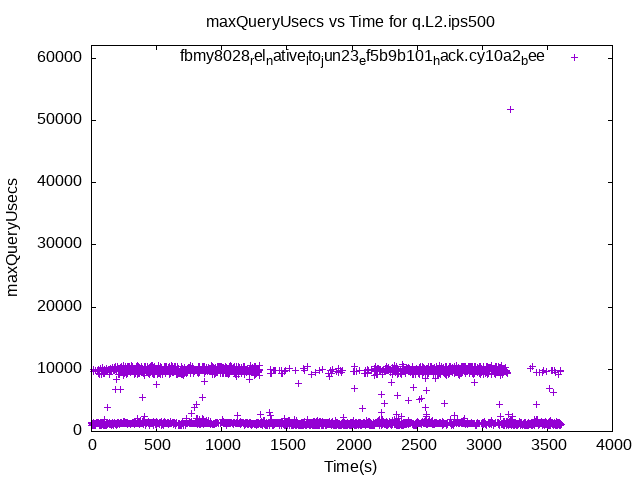 maxQueryUsecs vs Time for q.L2.ips500
fbmy8028relnativelitojun23ef5b9b101hack.cy10a2bee
60000
50000
40000
30000
20000
10000
0
maxQueryUsecs
0 500 1000 1500 2000 2500 3000 3500 4000
Time(s)